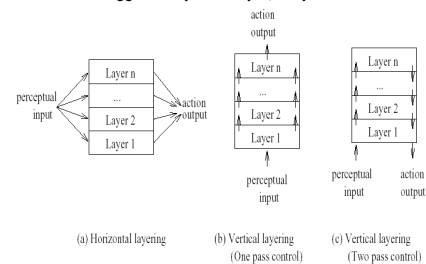 action
output
Layer n
...
Layer 2
Layer 1
perceptual
input
action
output
Layer n
...
Layer 2
Layer 1
perceptual
input
Layer n
...
Layer 2
Layer 1
perceptual
input
action
output
(a) Horizontal layering
(b) Vertical layering
(One pass control)
(c) Vertical layering
(Two pass control)